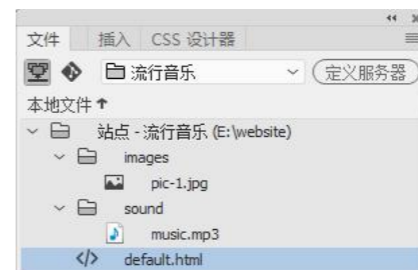 文件 插入 CSS 设计器
流行音乐 定义服务器
本地文件
站点 - 流行音乐 (E:\website)
images
pic-1.jpg
sound
music.mp3
default.html